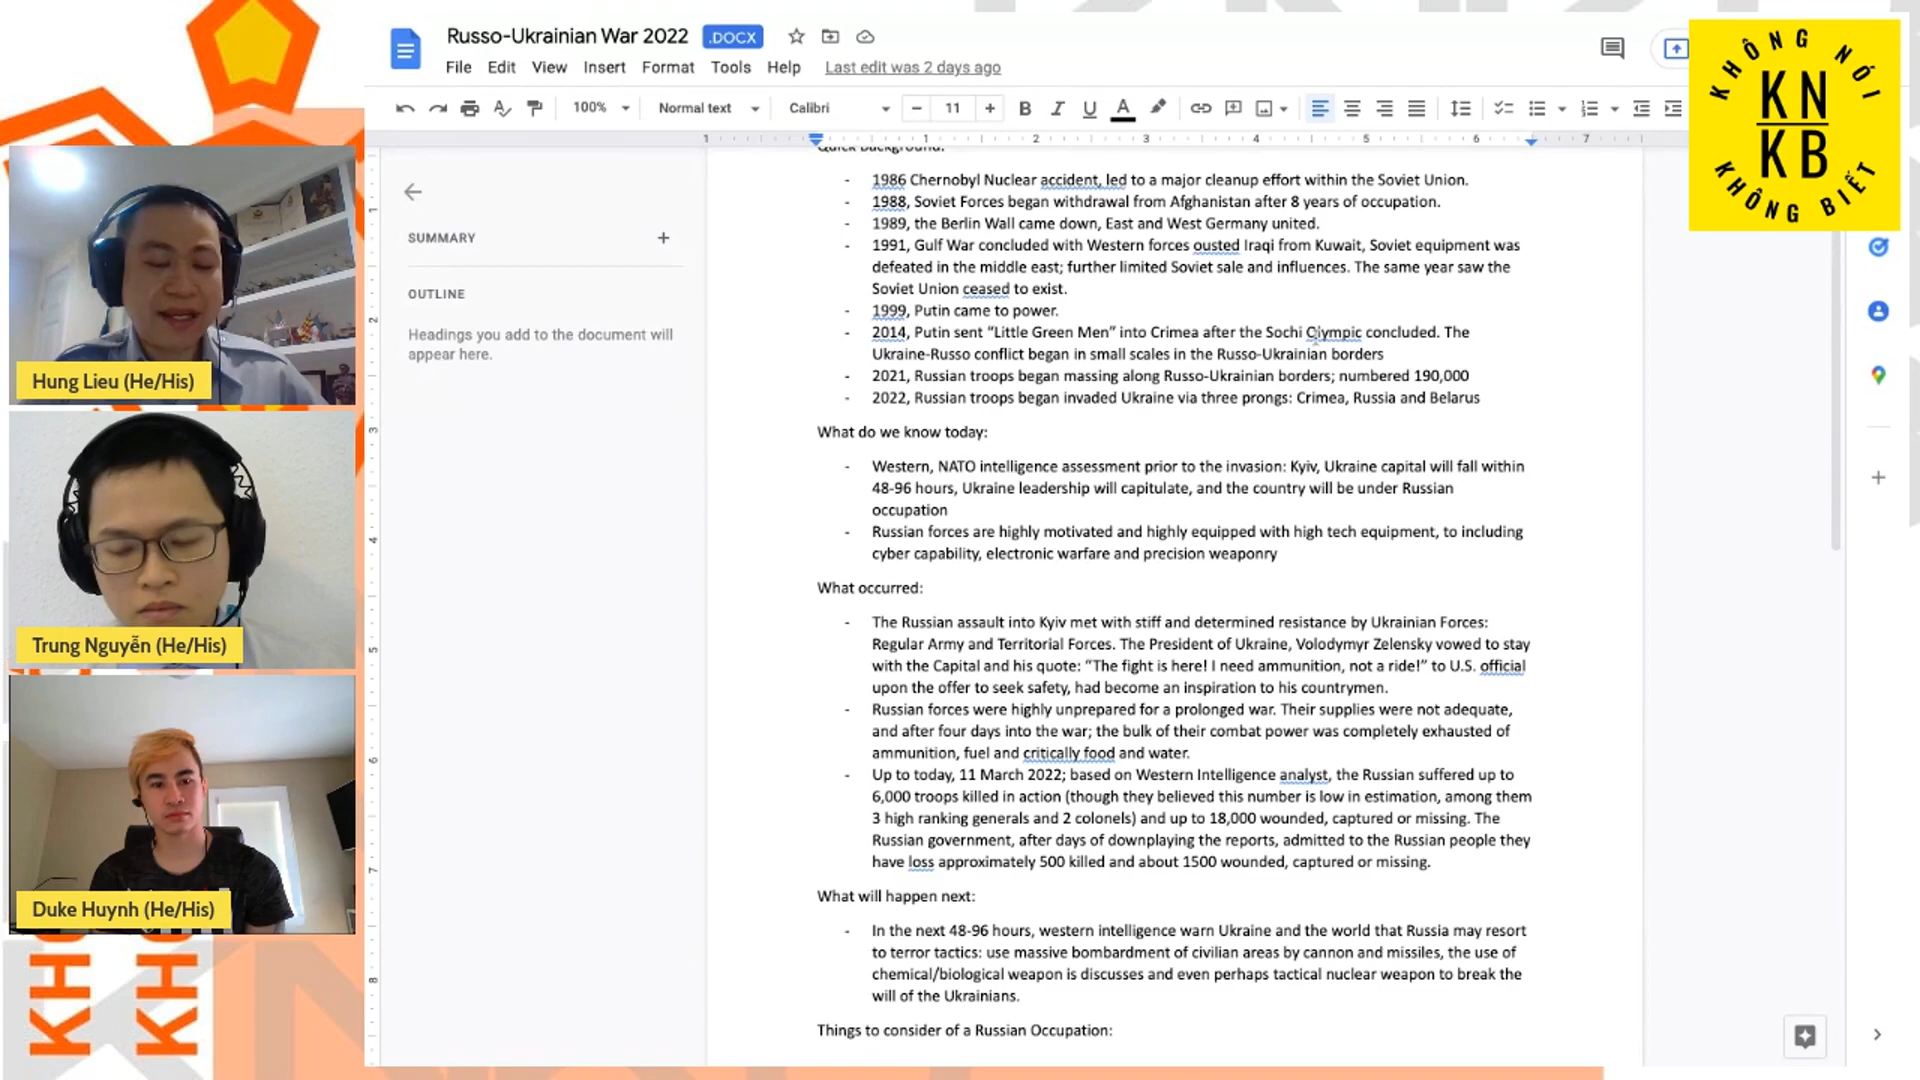 Russo-Ukrainian War 2022 .DOCX
File Edit View Insert Format Tools Help Last edit was 2 days ago
100% Normal text Calibri 11
1 1 2 3 4 5 6 7
SUMMARY
OUTLINE
Headings you add to the document will
appear here.
Quick background:
- 1986 Chernobyl Nuclear accident, led to a major cleanup effort within the Soviet Union.
- 1988, Soviet Forces began withdrawal from Afghanistan after 8 years of occupation.
- 1989, the Berlin Wall came down, East and West Germany united.
- 1991, Gulf War concluded with Western forces ousted Iraqi from Kuwait, Soviet equipment was
defeated in the middle east; further limited Soviet sale and influences. The same year saw the
Soviet Union ceased to exist.
- 1999, Putin came to power.
- 2014, Putin sent “Little Green Men” into Crimea after the Sochi Olympic concluded. The
Ukraine-Russo conflict began in small scales in the Russo-Ukrainian borders
- 2021, Russian troops began massing along Russo-Ukrainian borders; numbered 190,000
- 2022, Russian troops began invaded Ukraine via three prongs: Crimea, Russia and Belarus
What do we know today:
- Western, NATO intelligence assessment prior to the invasion: Kyiv, Ukraine capital will fall within
48-96 hours, Ukraine leadership will capitulate, and the country will be under Russian
occupation
- Russian forces are highly motivated and highly equipped with high tech equipment, to including
cyber capability, electronic warfare and precision weaponry
What occurred:
- The Russian assault into Kyiv met with stiff and determined resistance by Ukrainian Forces:
Regular Army and Territorial Forces. The President of Ukraine, Volodymyr Zelensky vowed to stay
with the Capital and his quote: “The fight is here! I need ammunition, not a ride!” to U.S. official
upon the offer to seek safety, had become an inspiration to his countrymen.
- Russian forces were highly unprepared for a prolonged war. Their supplies were not adequate,
and after four days into the war; the bulk of their combat power was completely exhausted of
ammunition, fuel and critically food and water.
- Up to today, 11 March 2022; based on Western Intelligence analyst, the Russian suffered up to
6,000 troops killed in action (though they believed this number is low in estimation, among them
3 high ranking generals and 2 colonels) and up to 18,000 wounded, captured or missing. The
Russian government, after days of downplaying the reports, admitted to the Russian people they
have loss approximately 500 killed and about 1500 wounded, captured or missing.
What will happen next:
- In the next 48-96 hours, western intelligence warn Ukraine and the world that Russia may resort
to terror tactics: use massive bombardment of civilian areas by cannon and missiles, the use of
chemical/biological weapon is discusses and even perhaps tactical nuclear weapon to break the
will of the Ukrainians.
Things to consider of a Russian Occupation:
1
2
3
4
5
6
7
8
Hung Lieu (He/His)
Trung Nguyễn (He/His)
Duke Huynh (He/His)
KHÔNG NÓI
KN
KB
KHÔNG BIẾT